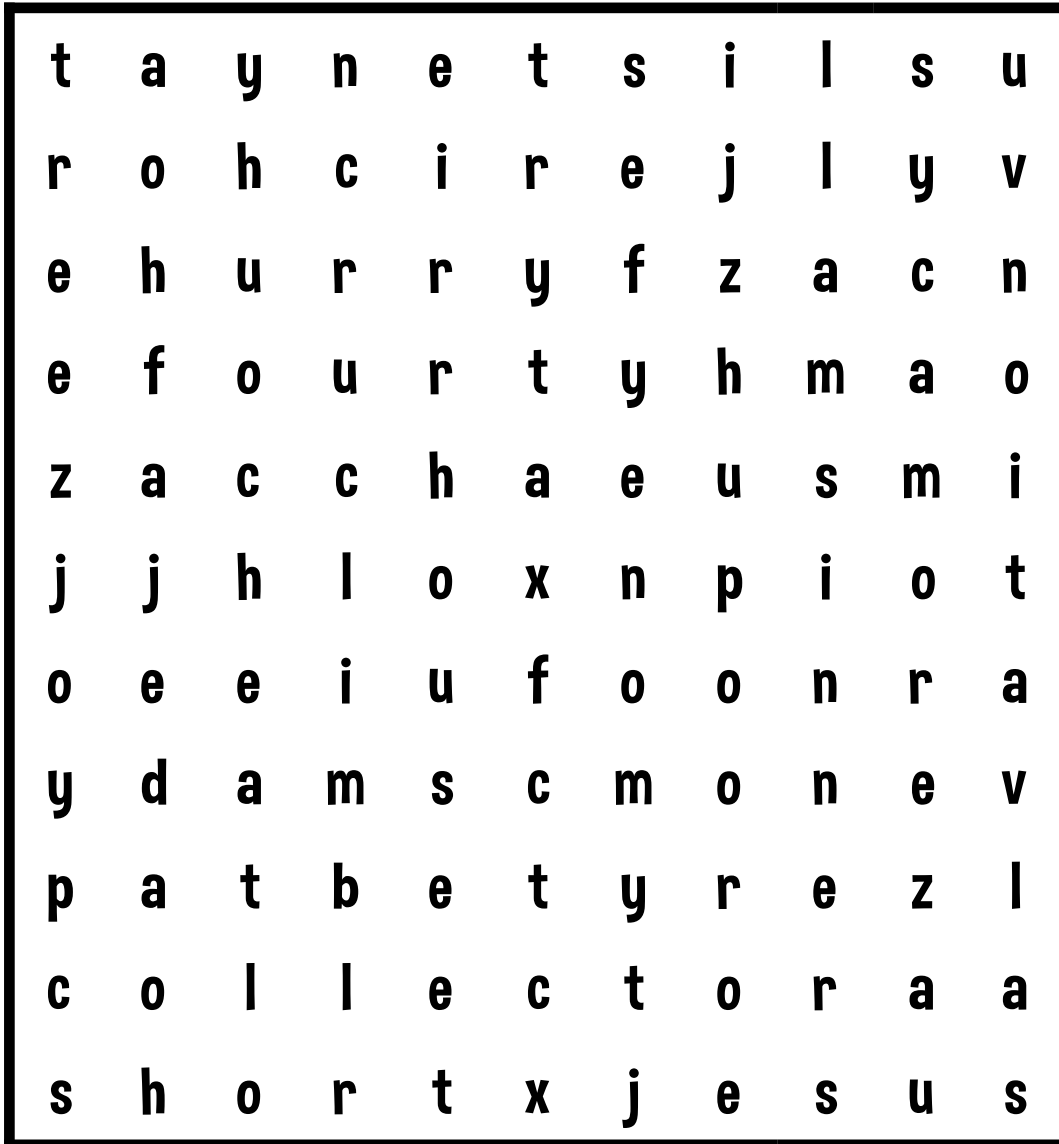 t a y n e t s i l s u
r o h c i r e j l y v
e h u r r y f z a c n
e f o u r t y h m a o
z a c c h a e u s m i
j j h l o x n p i o t
o e e i u f o o n r a
y d a m s c m o n e v
p a t b e t y r e z l
c o l l e c t o r a a
s h o r t x j e s u s